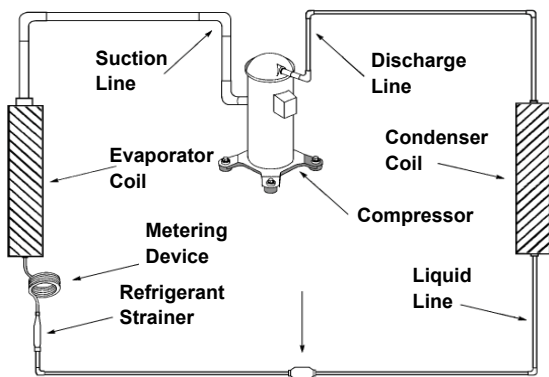 Suction
Line
Discharge
Line
Evaporator
Coil
Condenser
Coil
Compressor
Metering
Device
Refrigerant
Strainer
Liquid
Line